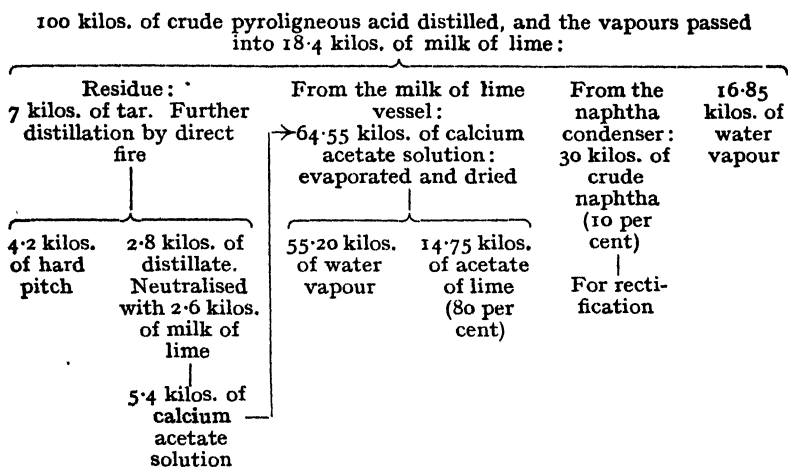 100 kilos. of crude pyroligneous acid distilled, and the vapours passed
into 18·4 kilos. of milk of lime:
Residue:
7 kilos. of tar. Further
distillation by direct
fire
From the milk of lime
vessel:
64.55 kilos. of calcium
acetate solution:
evaporated and dried
From the
naphtha
condenser:
30 kilos. of
crude
naphtha
(10 per
cent)
For recti-
fication
16·85
kilos. of
water
vapour
4.2 kilos.
of hard
pitch
2·8 kilos. of
distillate.
Neutralised
with 2·6 kilos.
of milk of
lime
5·4 kilos. of
calcium
acetate
solution
55.20 kilos.
of water
vapour
14.75 kilos.
of acetate
of lime
(80 per
cent)